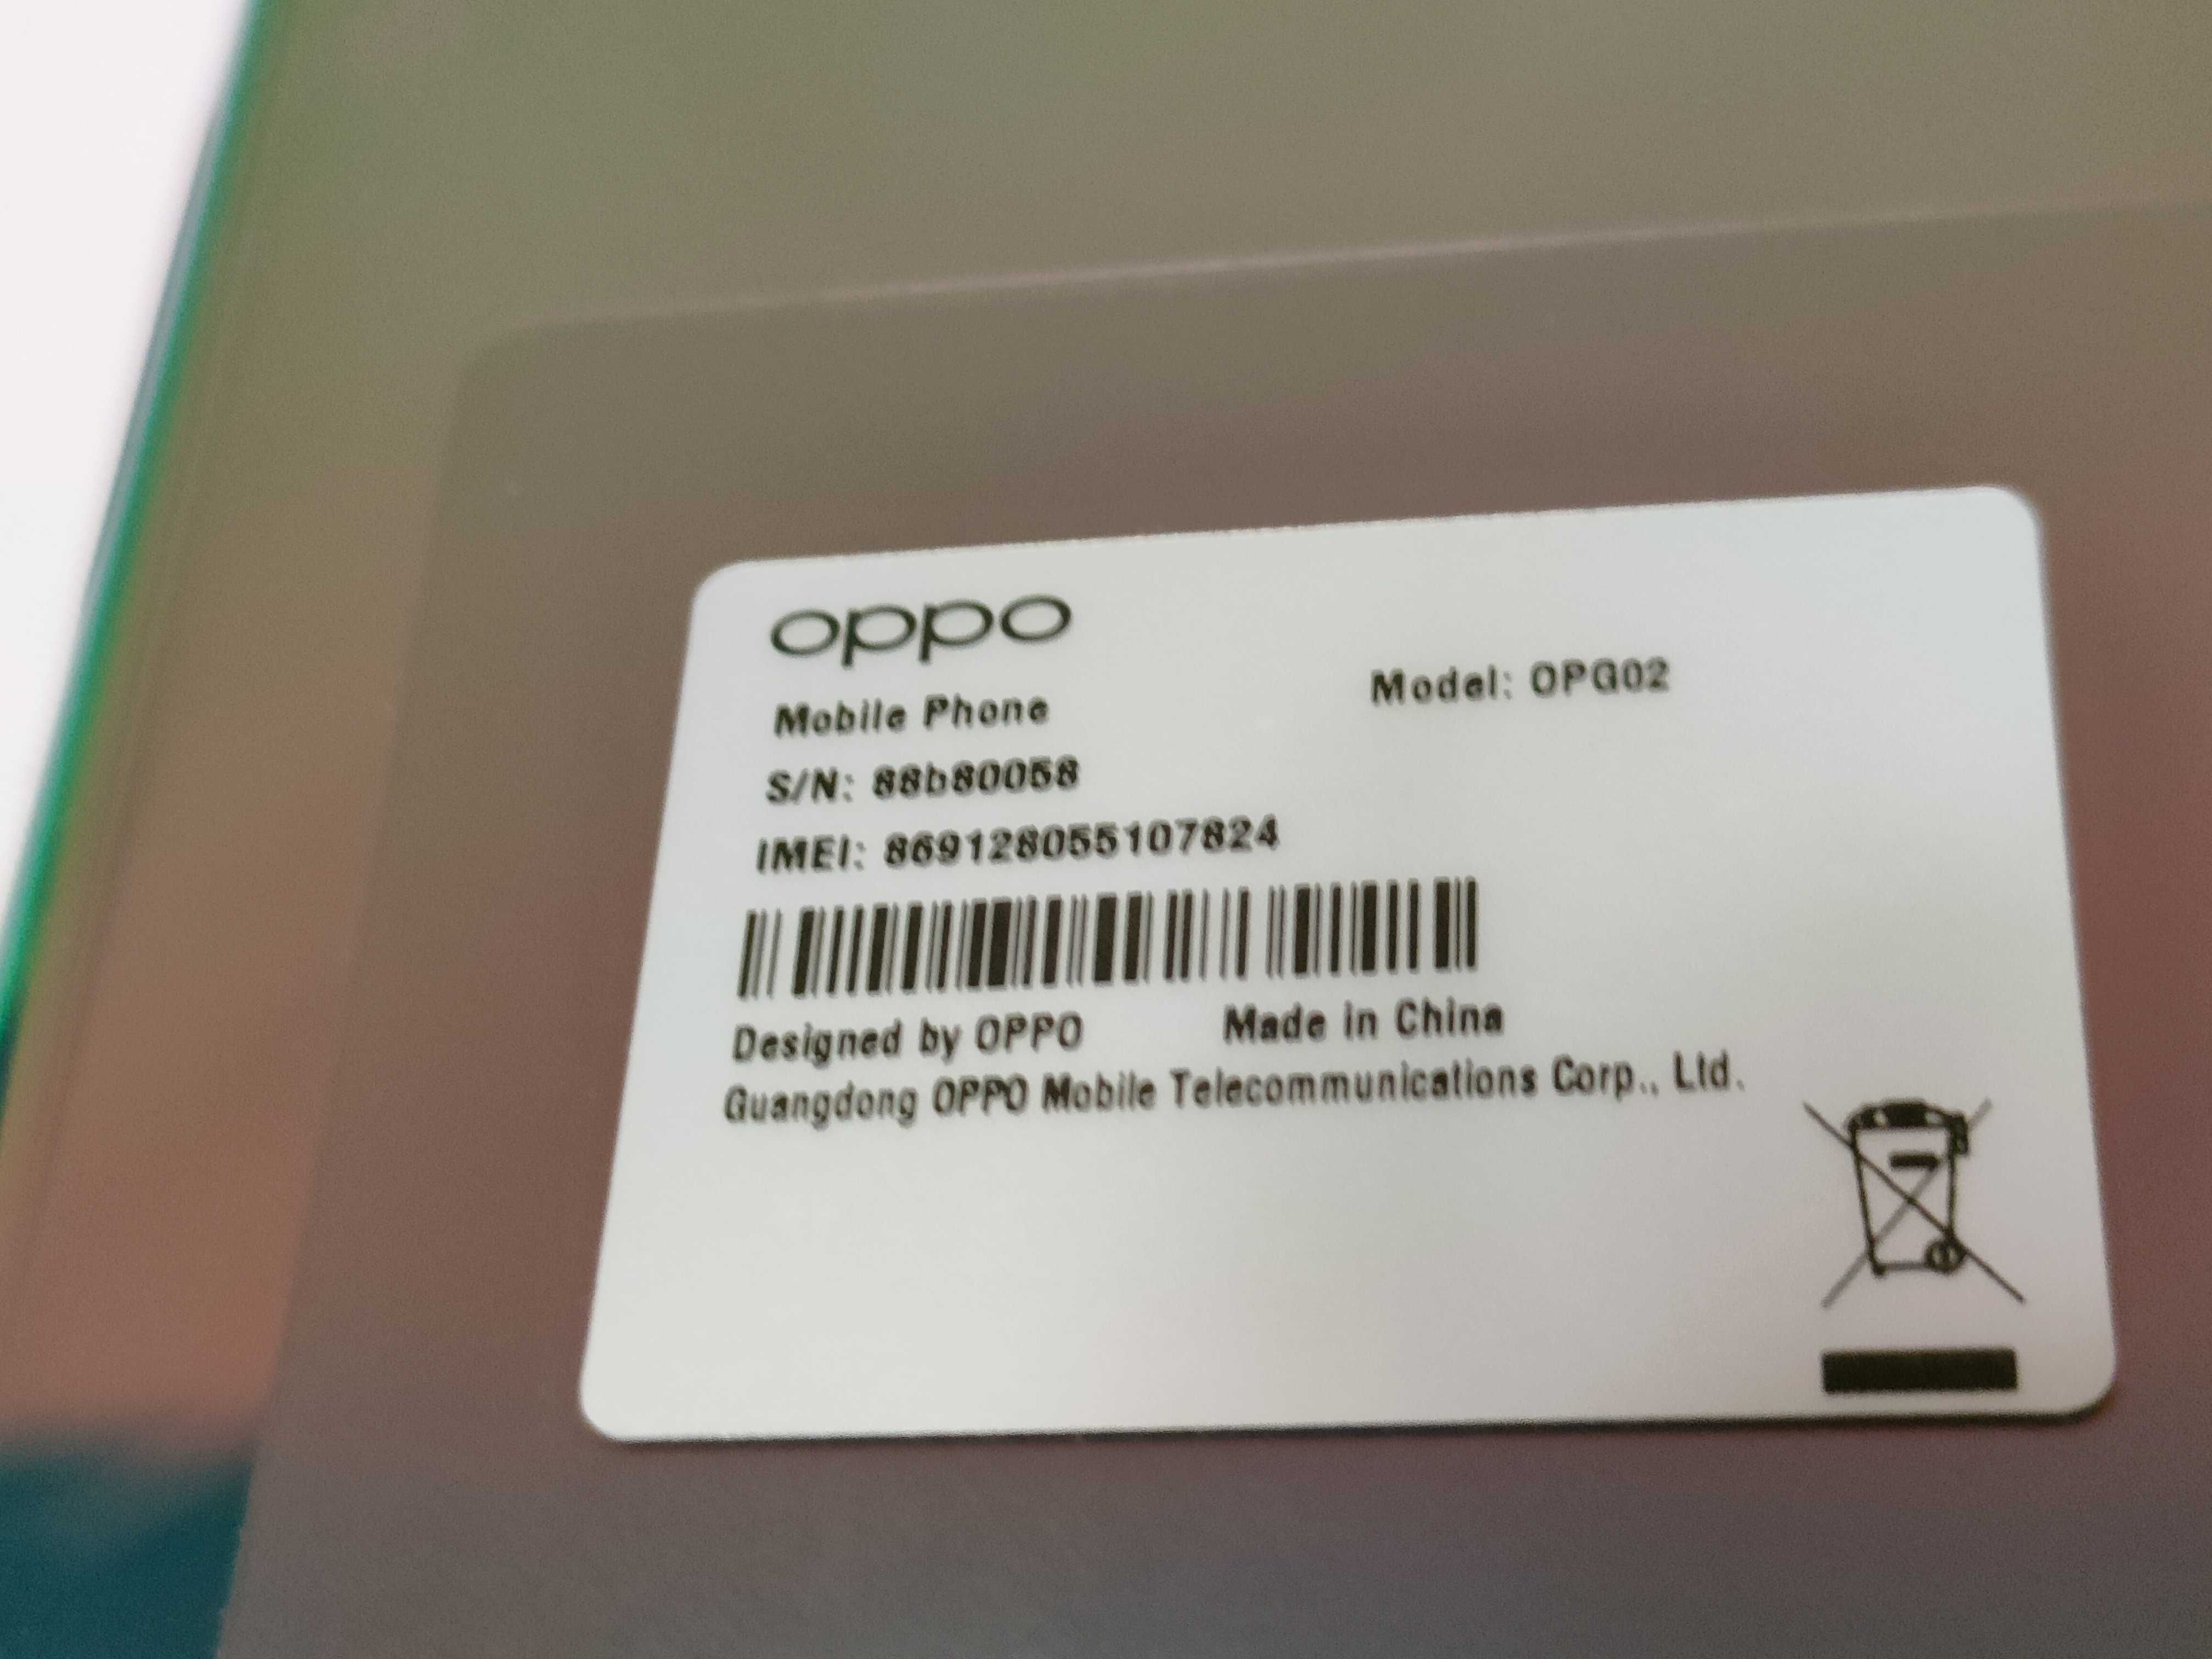 oppo
Mobile Phone Model: OPG02
S/N: 88b80058
IMEI: 869128055107824
Designed by OPPO Made in China
Guangdong OPPO Mobile Telecommunications Corp., Ltd.